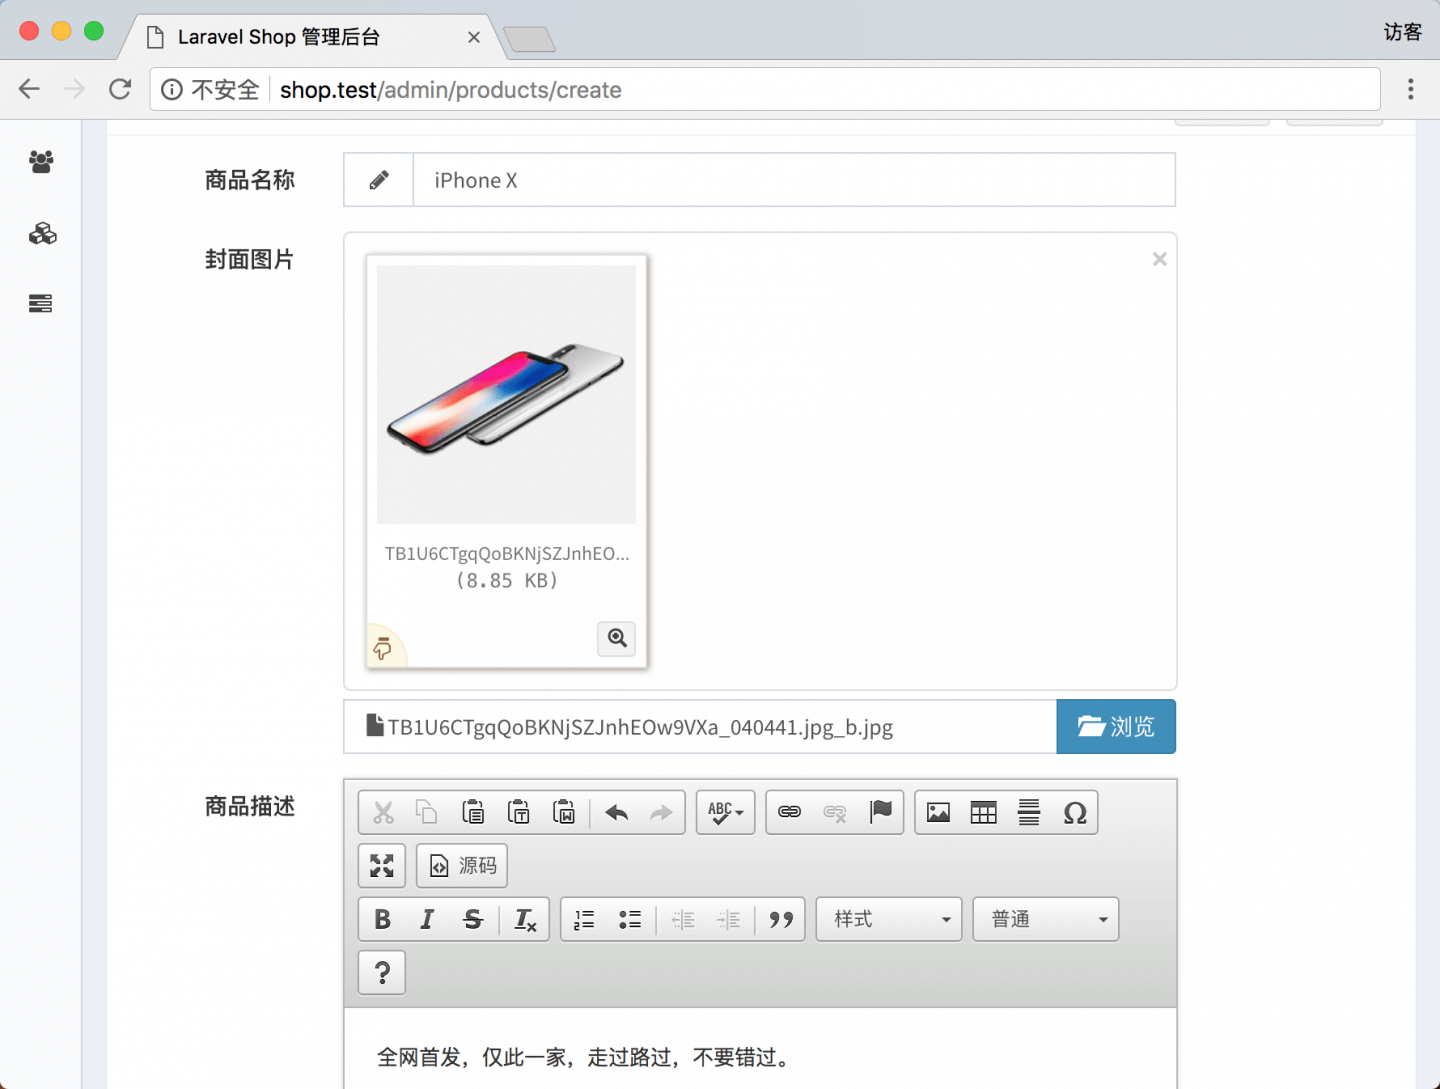 Laravel Shop 管理后台
访客
不安全 shop.test/admin/products/create
商品名称
iPhone X
封面图片
TB1U6CTgqQoBKNjSZJnhEO...
(8.85 KB)
TB1U6CTgqQoBKNjSZJnhEOw9VXa_040441.jpg_b.jpg
浏览
商品描述
ABC
源码
样式
普通
全网首发，仅此一家，走过路过，不要错过。